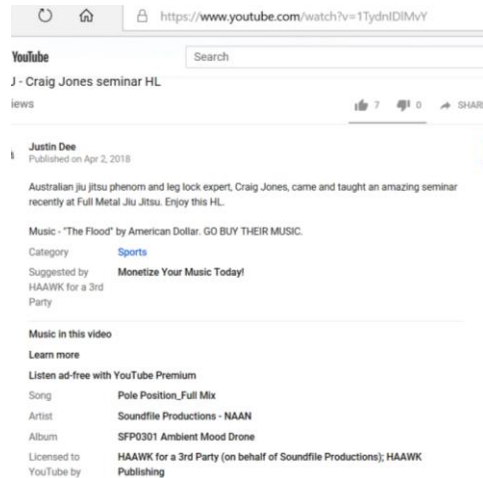 https://www.youtube.com/watch?v=1TydnIDlMvY
YouTube
Search
J - Craig Jones seminar HL
iews
7
0
SHARE
Justin Dee
Published on Apr 2, 2018
Australian jiu jitsu phenom and leg lock expert, Craig Jones, came and taught an amazing seminar
recently at Full Metal Jiu Jitsu. Enjoy this HL.
Music - "The Flood" by American Dollar. GO BUY THEIR MUSIC.
Category Sports
Suggested by Monetize Your Music Today!
HAAWK for a 3rd
Party
Music in this video
Learn more
Listen ad-free with YouTube Premium
Song Pole Position_Full Mix
Artist Soundfile Productions - NAAN
Album SFP0301 Ambient Mood Drone
Licensed to HAAWK for a 3rd Party (on behalf of Soundfile Productions); HAAWK
YouTube by Publishing